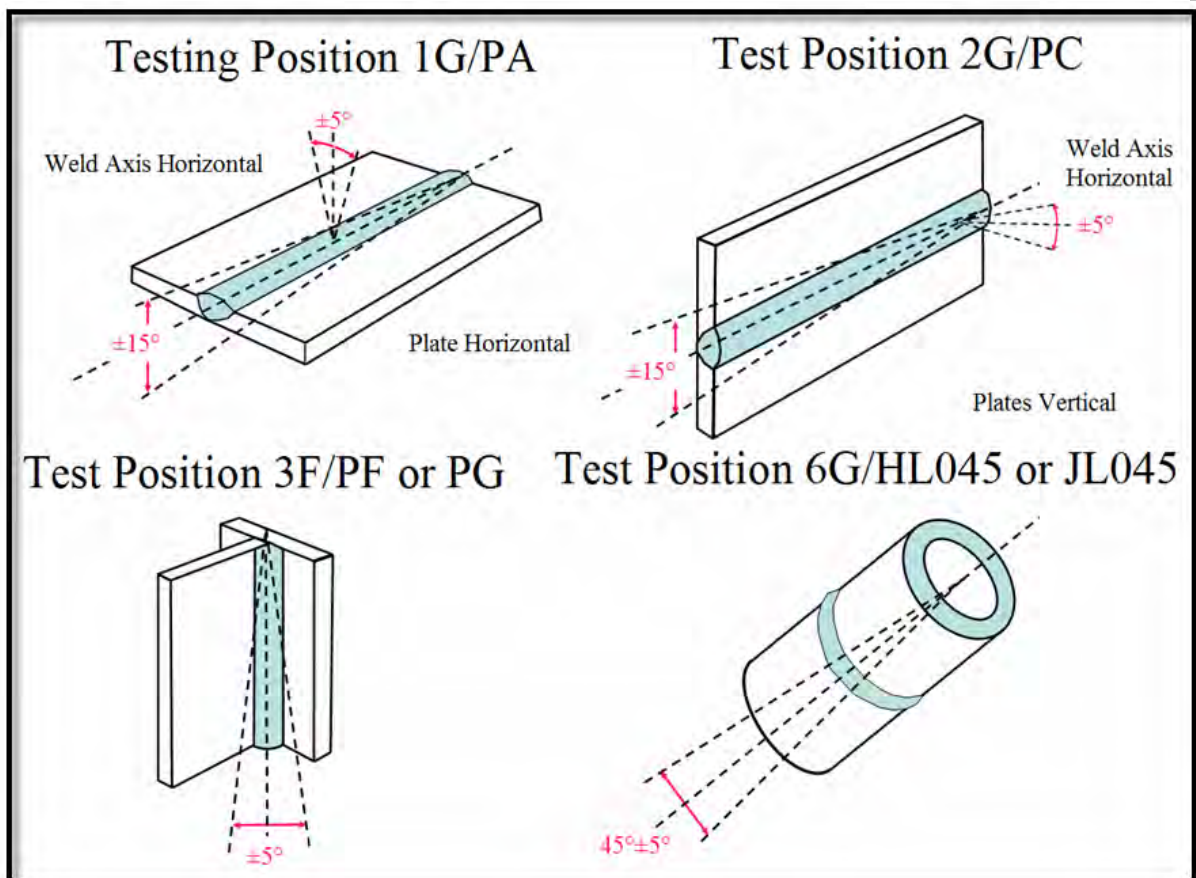 Testing Position 1G/PA
±5°
Weld Axis Horizontal
±15°
Plate Horizontal
Test Position 2G/PC
Weld Axis
Horizontal
±5°
±15°
Plates Vertical
Test Position 3F/PF or PG
±5°
Test Position 6G/HL045 or JL045
45°±5°